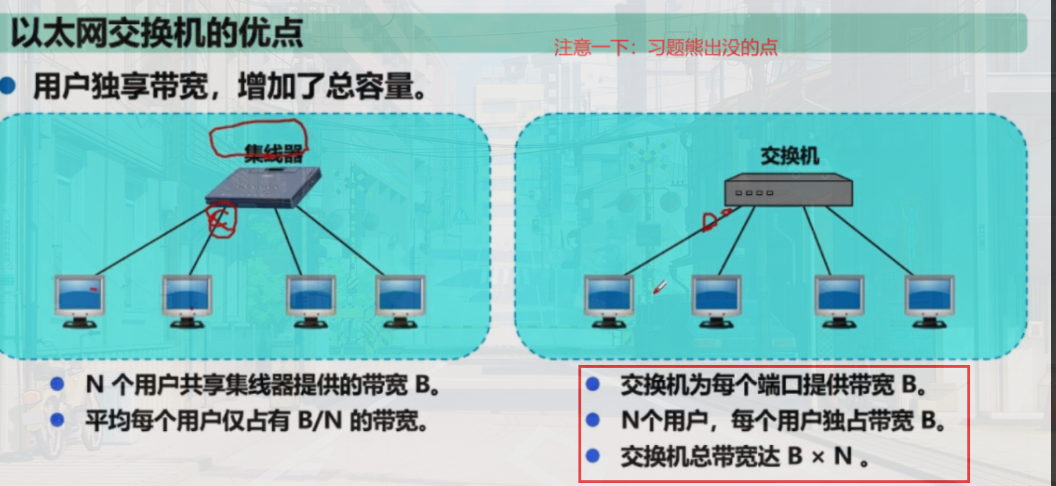 以太网交换机的优点
注意一下：习题熊出没的点
用户独享带宽，增加了总容量。
集线器
交换机
N 个用户共享集线器提供的带宽 B。
平均每个用户仅占有 B/N 的带宽。
交换机为每个端口提供带宽 B。
N个用户，每个用户独占带宽 B。
交换机总带宽达 B × N 。